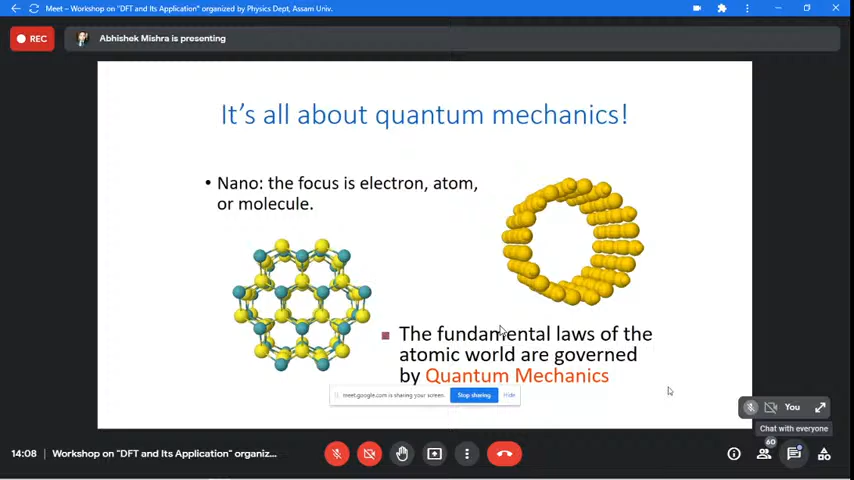 Meet – Workshop on "DFT and Its Application" organized by Physics Dept, Assam Univ.
REC
Abhishek Mishra is presenting
It's all about quantum mechanics!
• Nano: the focus is electron, atom,
or molecule.
The fundamental laws of the
atomic world are governed
by Quantum Mechanics
meet.google.com is sharing your screen.
Stop sharing
Hide
You
Chat with everyone
60
14:08
Workshop on "DFT and Its Application" organiz...